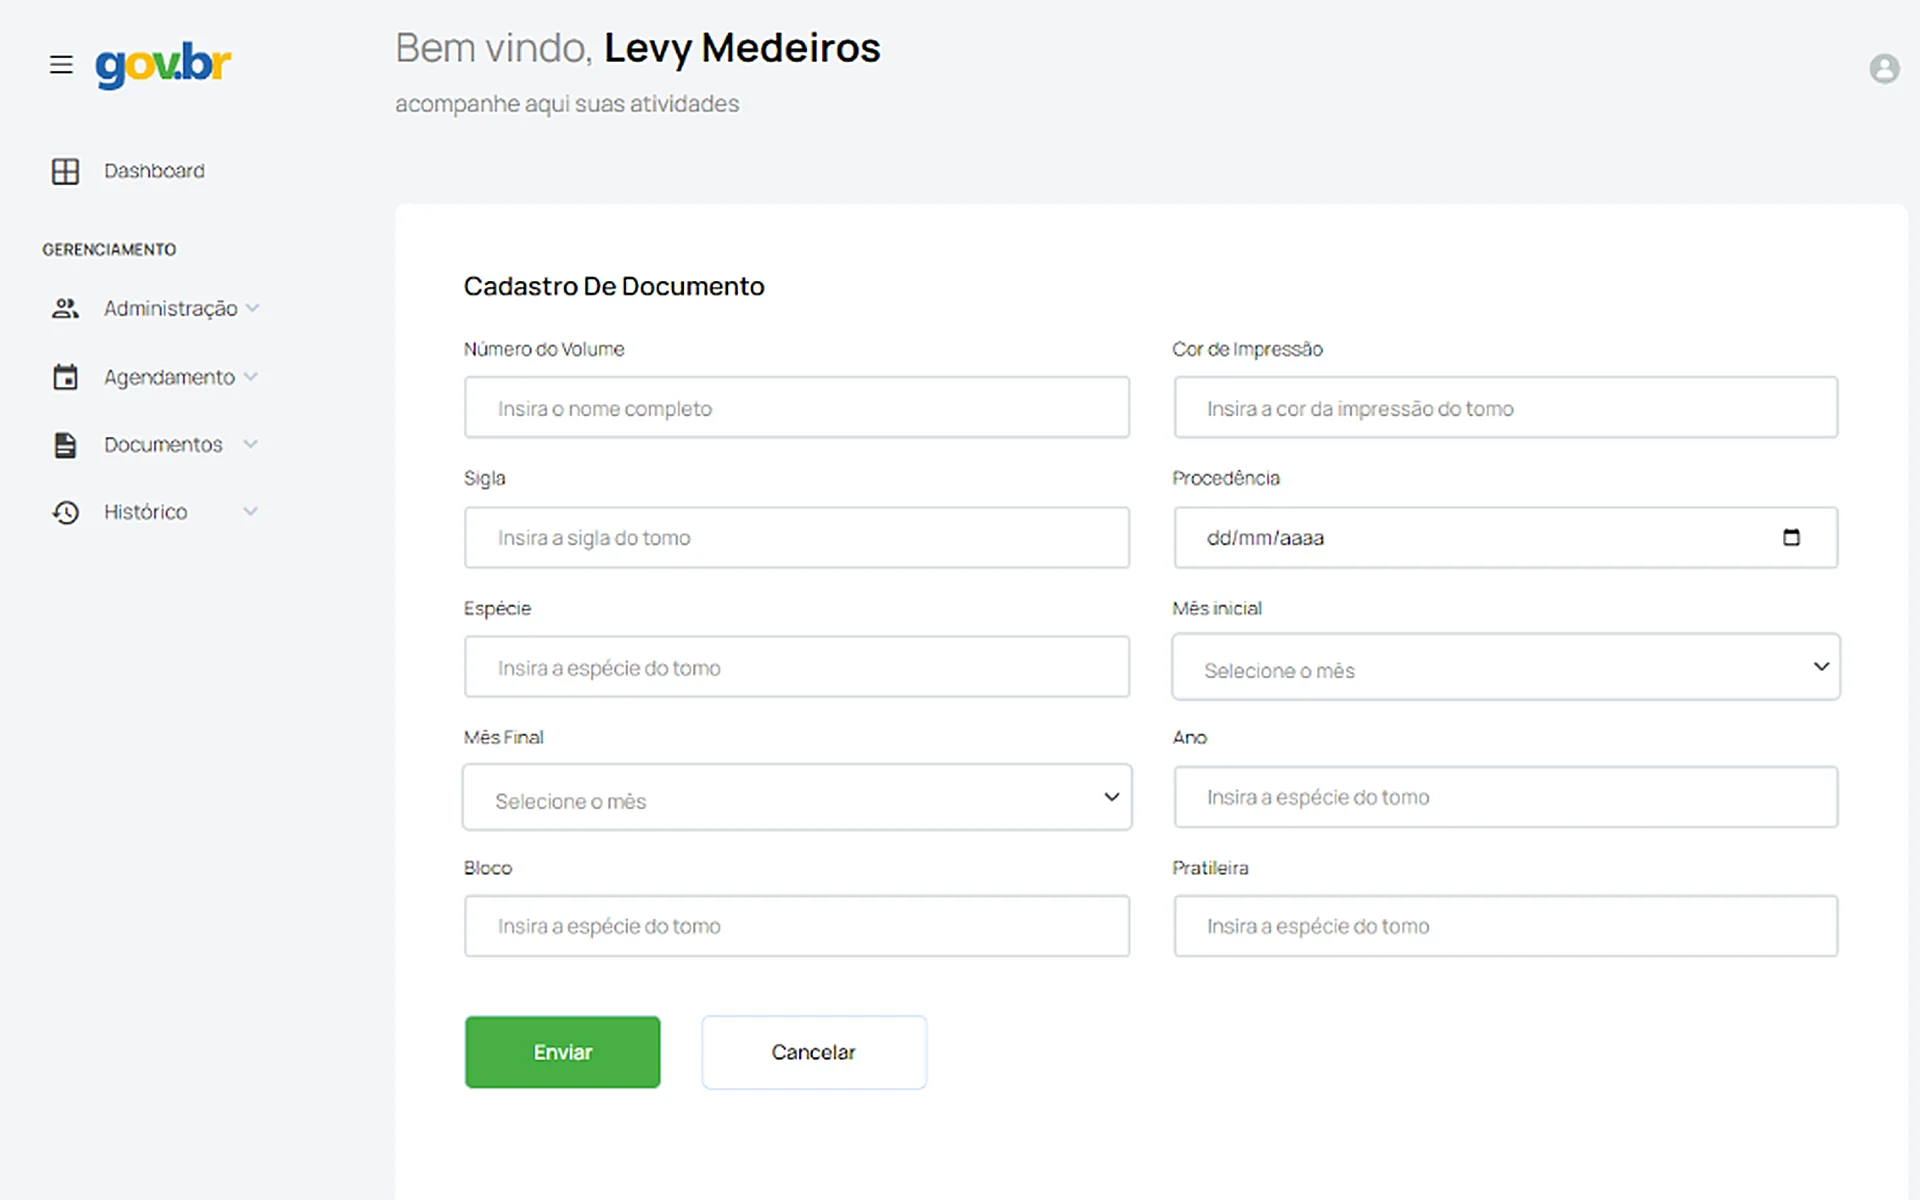 gov.br
Bem vindo, Levy Medeiros
acompanhe aqui suas atividades
Dashboard
GERENCIAMENTO
Administração
Agendamento
Documentos
Histórico
Cadastro De Documento
Número do Volume
Insira o nome completo
Cor de Impressão
Insira a cor da impressão do tomo
Sigla
Insira a sigla do tomo
Procedência
dd/mm/aaaa
Espécie
Insira a espécie do tomo
Mês inicial
Selecione o mês
Mês Final
Selecione o mês
Ano
Insira a espécie do tomo
Bloco
Insira a espécie do tomo
Pratileira
Insira a espécie do tomo
Enviar
Cancelar